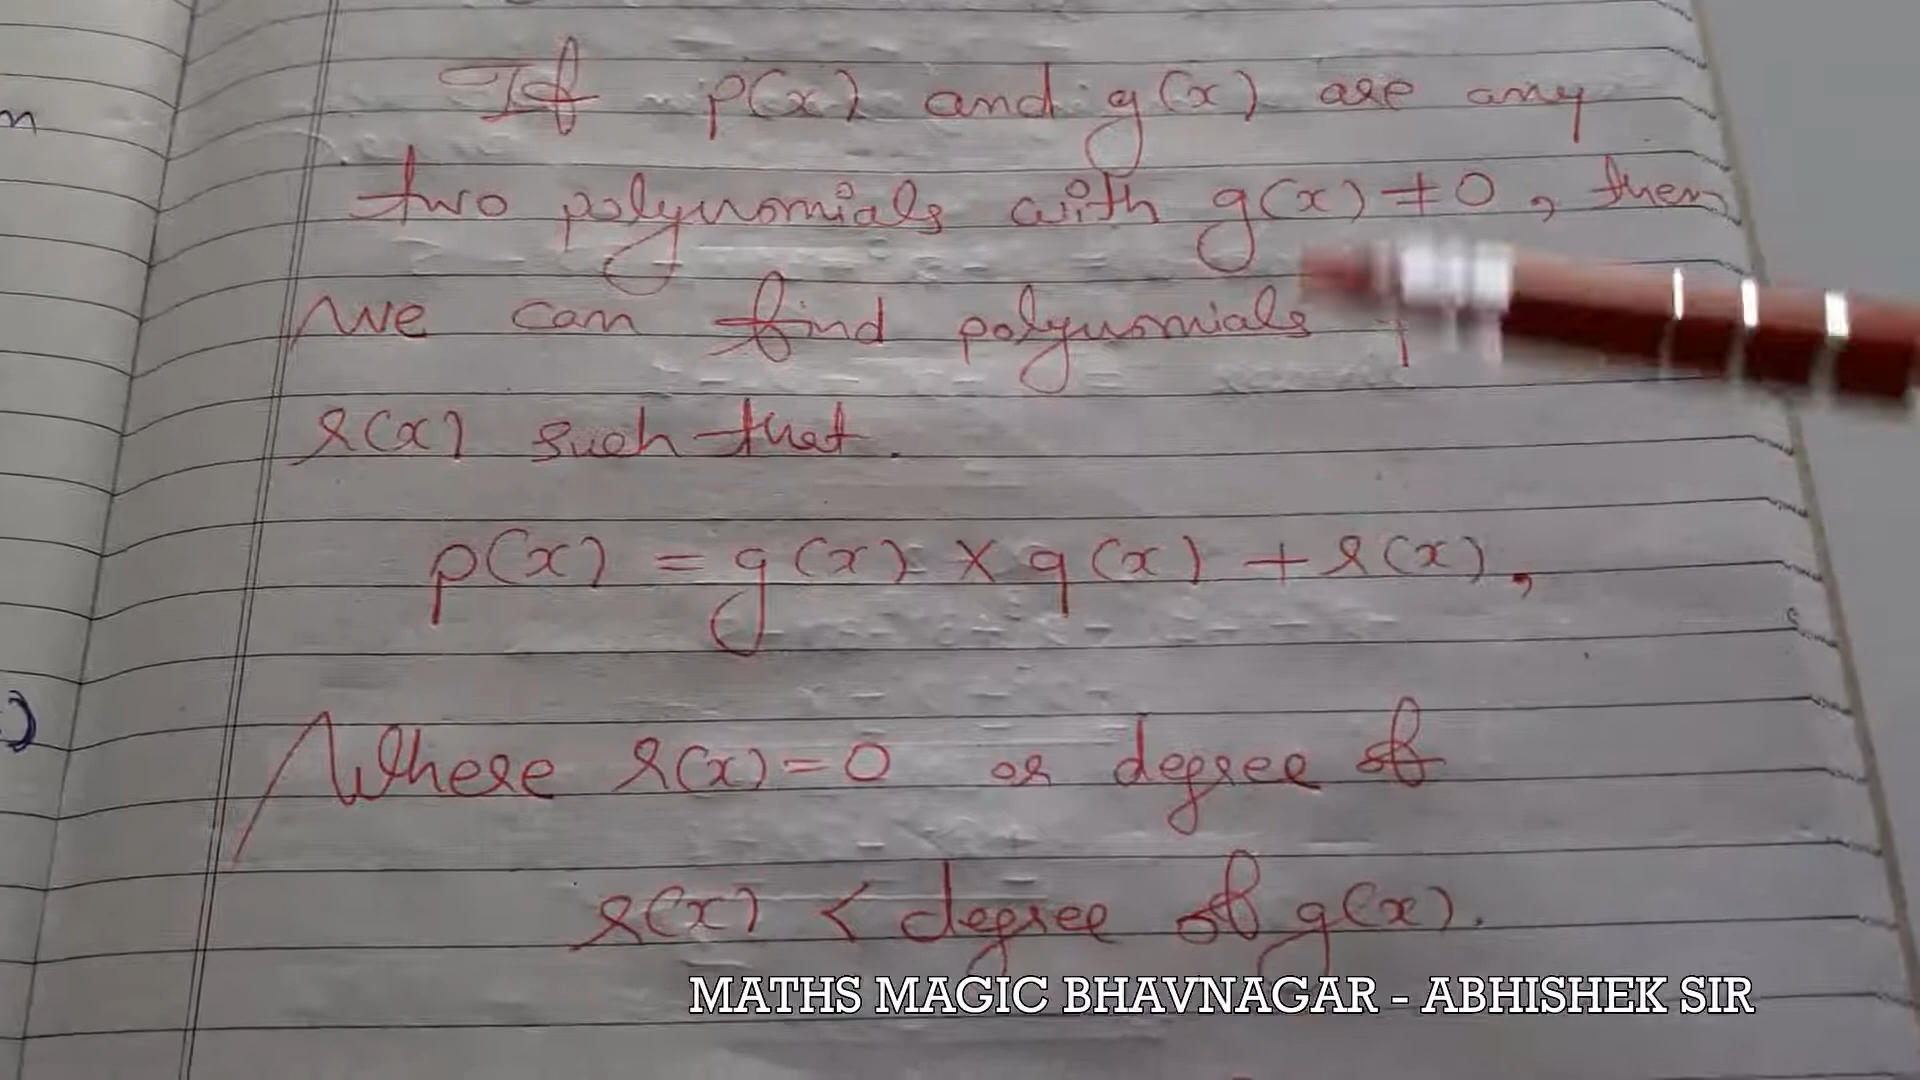 If p(x) and g(x) are any
two polynomials with g(x) ≠ 0, then
we can find polynomials
r(x) such that.
p(x) = g(x) × q(x) + r(x),
Where r(x) = 0 or degree of
r(x) < degree of g(x).
MATHS MAGIC BHAVNAGAR - ABHISHEK SIR